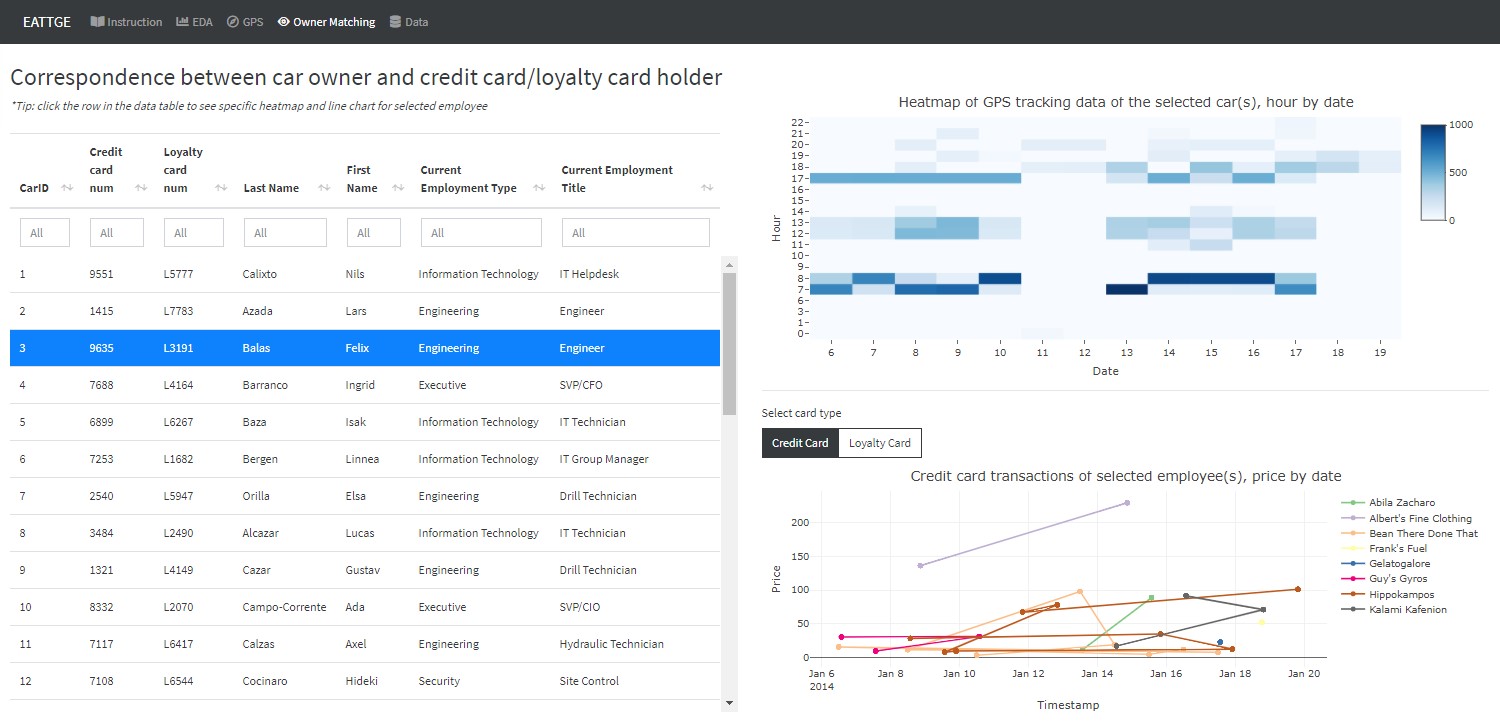 EATTGE Instruction EDA GPS Owner Matching Data
Correspondence between car owner and credit card/loyalty card holder
*Tip: click the row in the data table to see specific heatmap and line chart for selected employee
CarID Credit card num Loyalty card num Last Name First Name Current Employment Type Current Employment Title
All All All All All All All
1 9551 L5777 Calixto Nils Information Technology IT Helpdesk
2 1415 L7783 Azada Lars Engineering Engineer
3 9635 L3191 Balas Felix Engineering Engineer
4 7688 L4164 Barranco Ingrid Executive SVP/CFO
5 6899 L6267 Baza Isak Information Technology IT Technician
6 7253 L1682 Bergen Linnea Information Technology IT Group Manager
7 2540 L5947 Orilla Elsa Engineering Drill Technician
8 3484 L2490 Alcazar Lucas Information Technology IT Technician
9 1321 L4149 Cazar Gustav Engineering Drill Technician
10 8332 L2070 Campo-Corrente Ada Executive SVP/CIO
11 7117 L6417 Calzas Axel Engineering Hydraulic Technician
12 7108 L6544 Cocinaro Hideki Security Site Control
Heatmap of GPS tracking data of the selected car(s), hour by date
Hour
22
21
20
19
18
17
16
15
14
13
12
11
10
9
8
7
6
3
1
0
6 7 8 9 10 11 12 13 14 15 16 17 18 19
Date
1000
500
0
Select card type
Credit Card Loyalty Card
Credit card transactions of selected employee(s), price by date
Price
200
150
100
50
0
Jan 6 Jan 8 Jan 10 Jan 12 Jan 14 Jan 16 Jan 18 Jan 20
2014
Timestamp
Abila Zacharo
Albert's Fine Clothing
Bean There Done That
Frank's Fuel
Gelatogalore
Guy's Gyros
Hippokampos
Kalami Kafenion